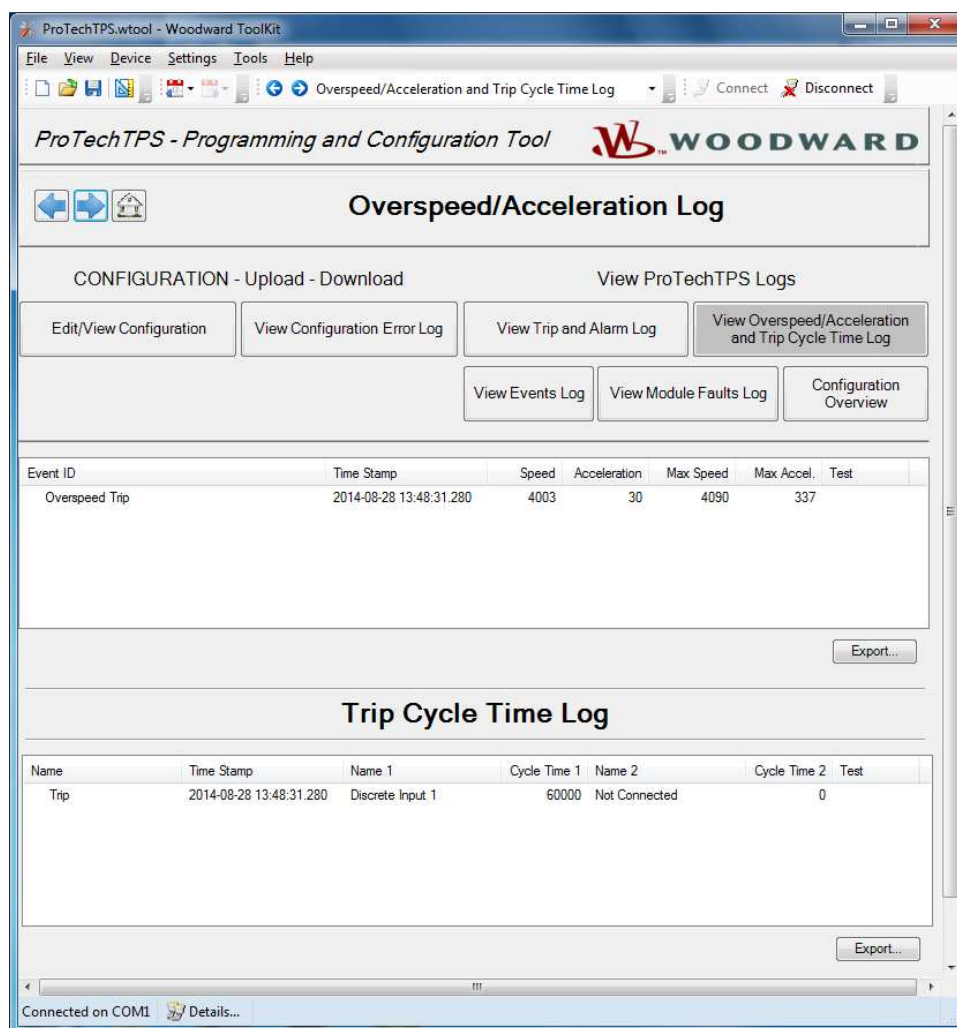 ProTechTPS.wtool - Woodward ToolKit
File View Device Settings Tools Help
Overspeed/Acceleration and Trip Cycle Time Log Connect Disconnect
ProTechTPS - Programming and Configuration Tool WOODWARD
Overspeed/Acceleration Log
CONFIGURATION - Upload - Download View ProTechTPS Logs
Edit/View Configuration View Configuration Error Log View Trip and Alarm Log View Overspeed/Acceleration
and Trip Cycle Time Log
View Events Log View Module Faults Log Configuration
Overview
Event ID Time Stamp Speed Acceleration Max Speed Max Accel. Test
Overspeed Trip 2014-08-28 13:48:31.280 4003 30 4090 337
Export...
Trip Cycle Time Log
Name Time Stamp Name 1 Cycle Time 1 Name 2 Cycle Time 2 Test
Trip 2014-08-28 13:48:31.280 Discrete Input 1 60000 Not Connected 0
Export...
Connected on COM1 Details...